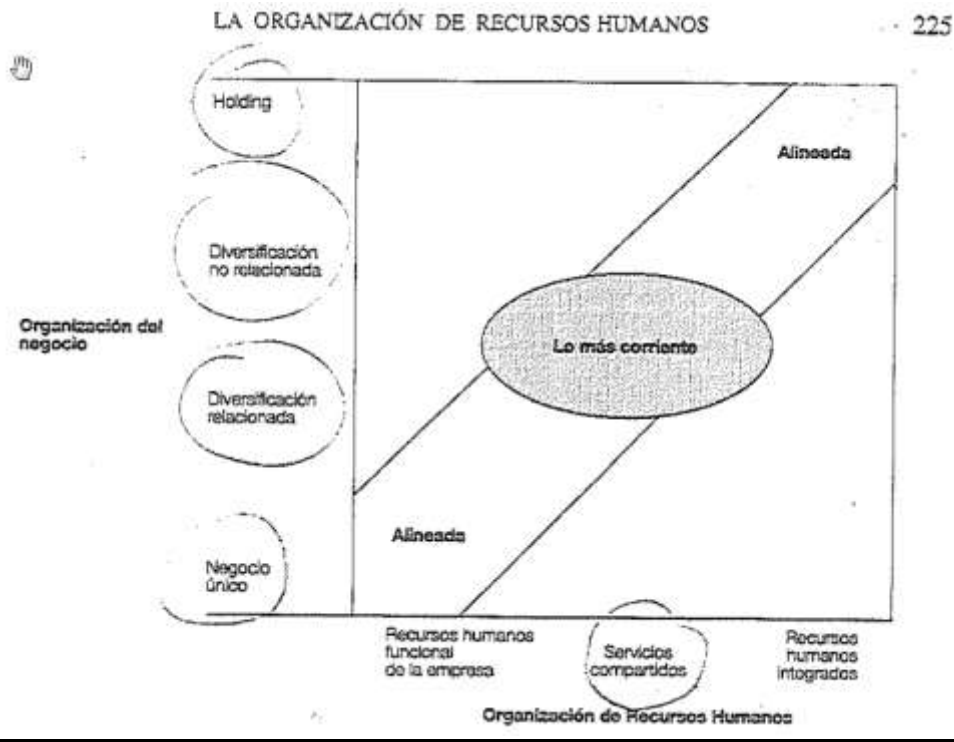 LA ORGANIZACIÓN DE RECURSOS HUMANOS
225
Holding
Alineada
Diversificación
no relacionada
Organización del
negocio
Lo más corriente
Diversificación
relacionada
Alineada
Negocio
único
Recursos humanos
funcional
de la empresa
Servicios
compartidos
Recursos
humanos
integrados
Organización de Recursos Humanos